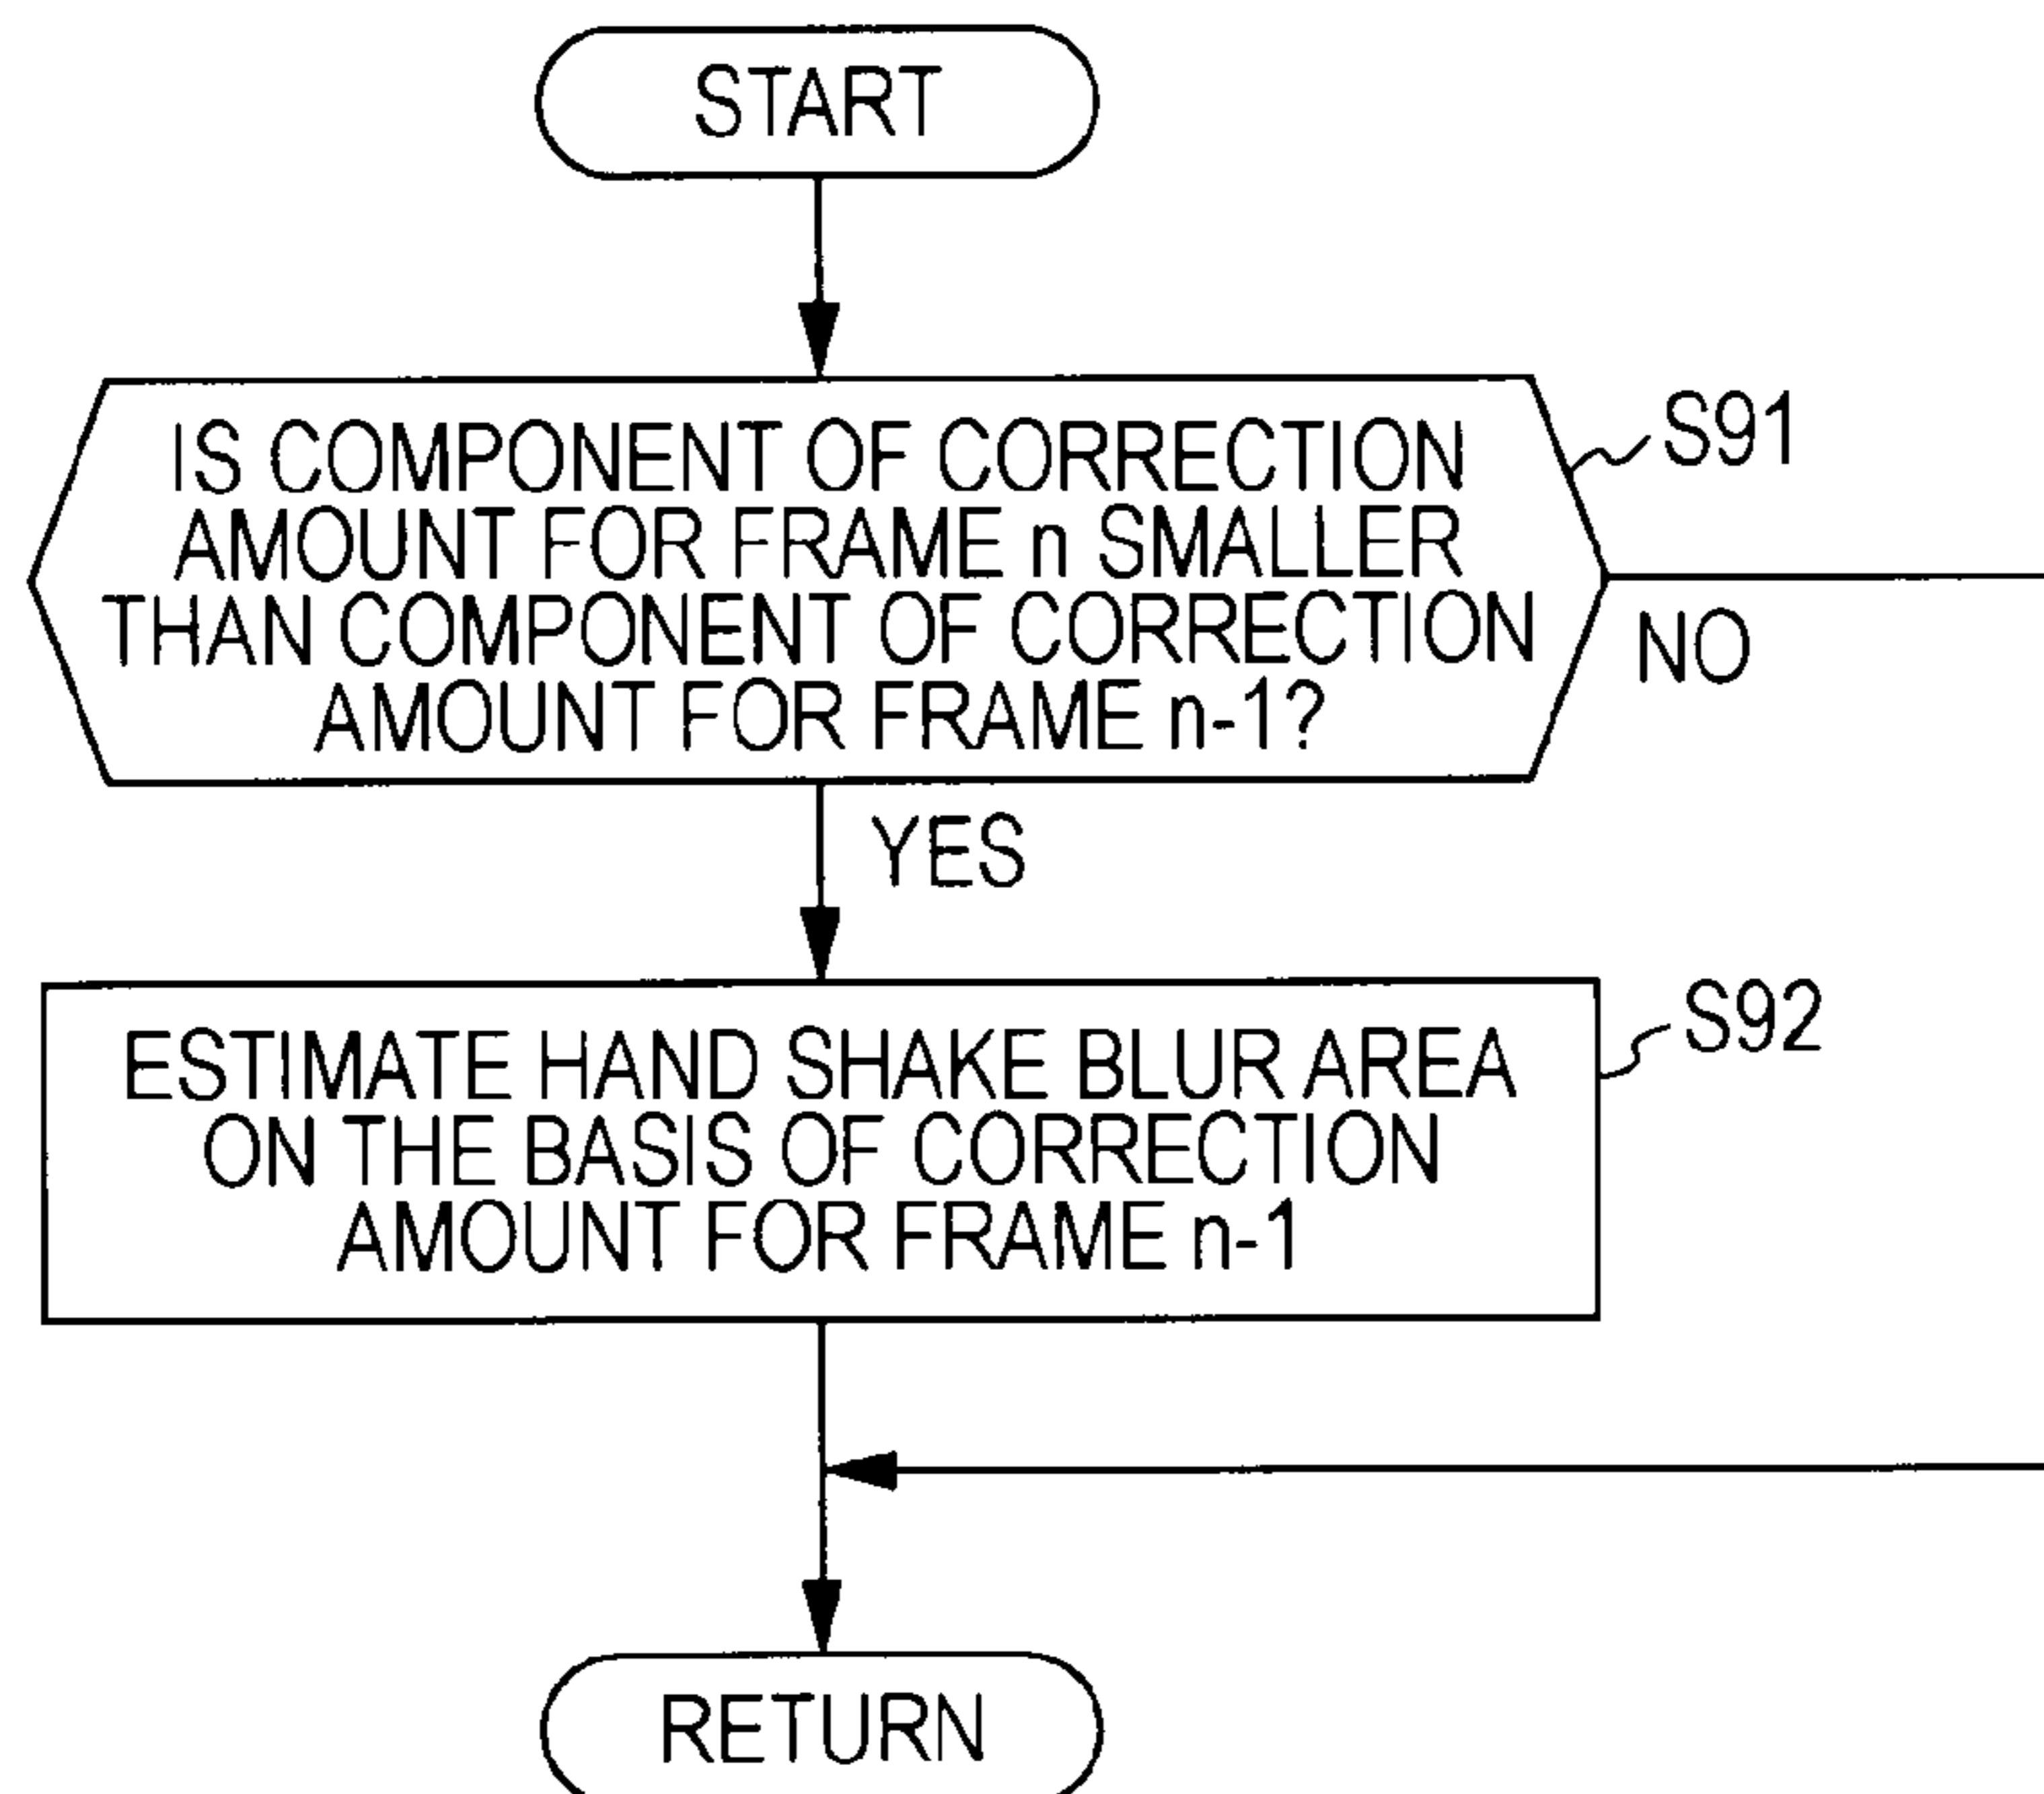 START
IS COMPONENT OF CORRECTION
AMOUNT FOR FRAME n SMALLER
THAN COMPONENT OF CORRECTION
AMOUNT FOR FRAME n-1?
S91
NO
YES
ESTIMATE HAND SHAKE BLUR AREA
ON THE BASIS OF CORRECTION
AMOUNT FOR FRAME n-1
S92
RETURN